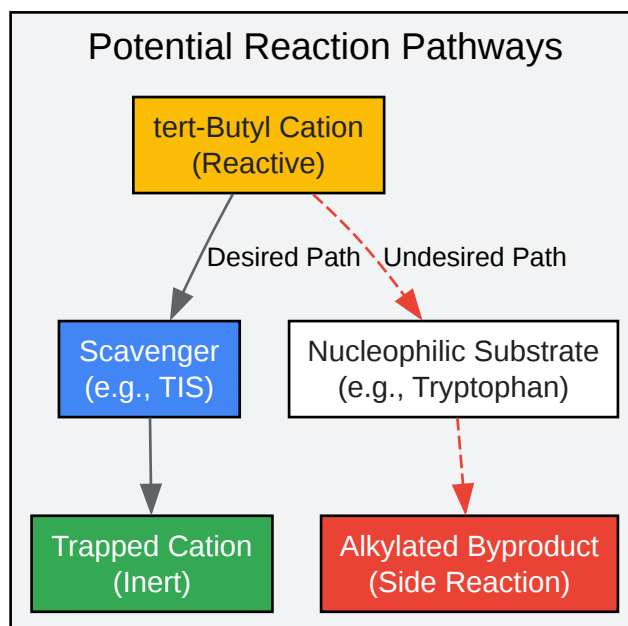 Potential Reaction Pathways
tert-Butyl Cation
(Reactive)
Desired Path
Undesired Path
Scavenger
(e.g., TIS)
Nucleophilic Substrate
(e.g., Tryptophan)
Trapped Cation
(Inert)
Alkylated Byproduct
(Side Reaction)